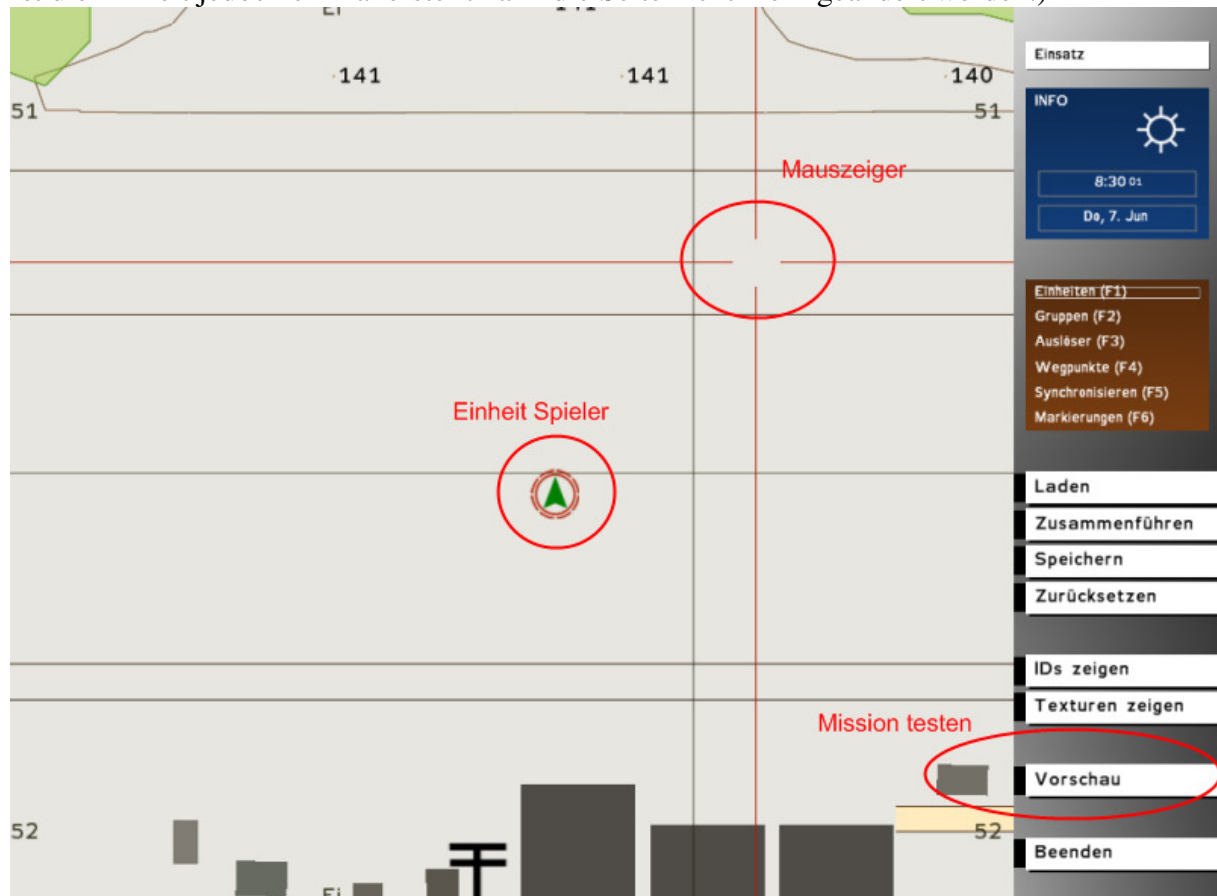 141
141
140
51
51
Mauszeiger
Einheit Spieler
Mission testen
52
52
Einsatz
INFO
8:30 01
Do, 7. Jun
Einheiten (F1)
Gruppen (F2)
Auslöser (F3)
Wegpunkte (F4)
Synchronisieren (F5)
Markierungen (F6)
Laden
Zusammenführen
Speichern
Zurücksetzen
IDs zeigen
Texturen zeigen
Vorschau
Beenden